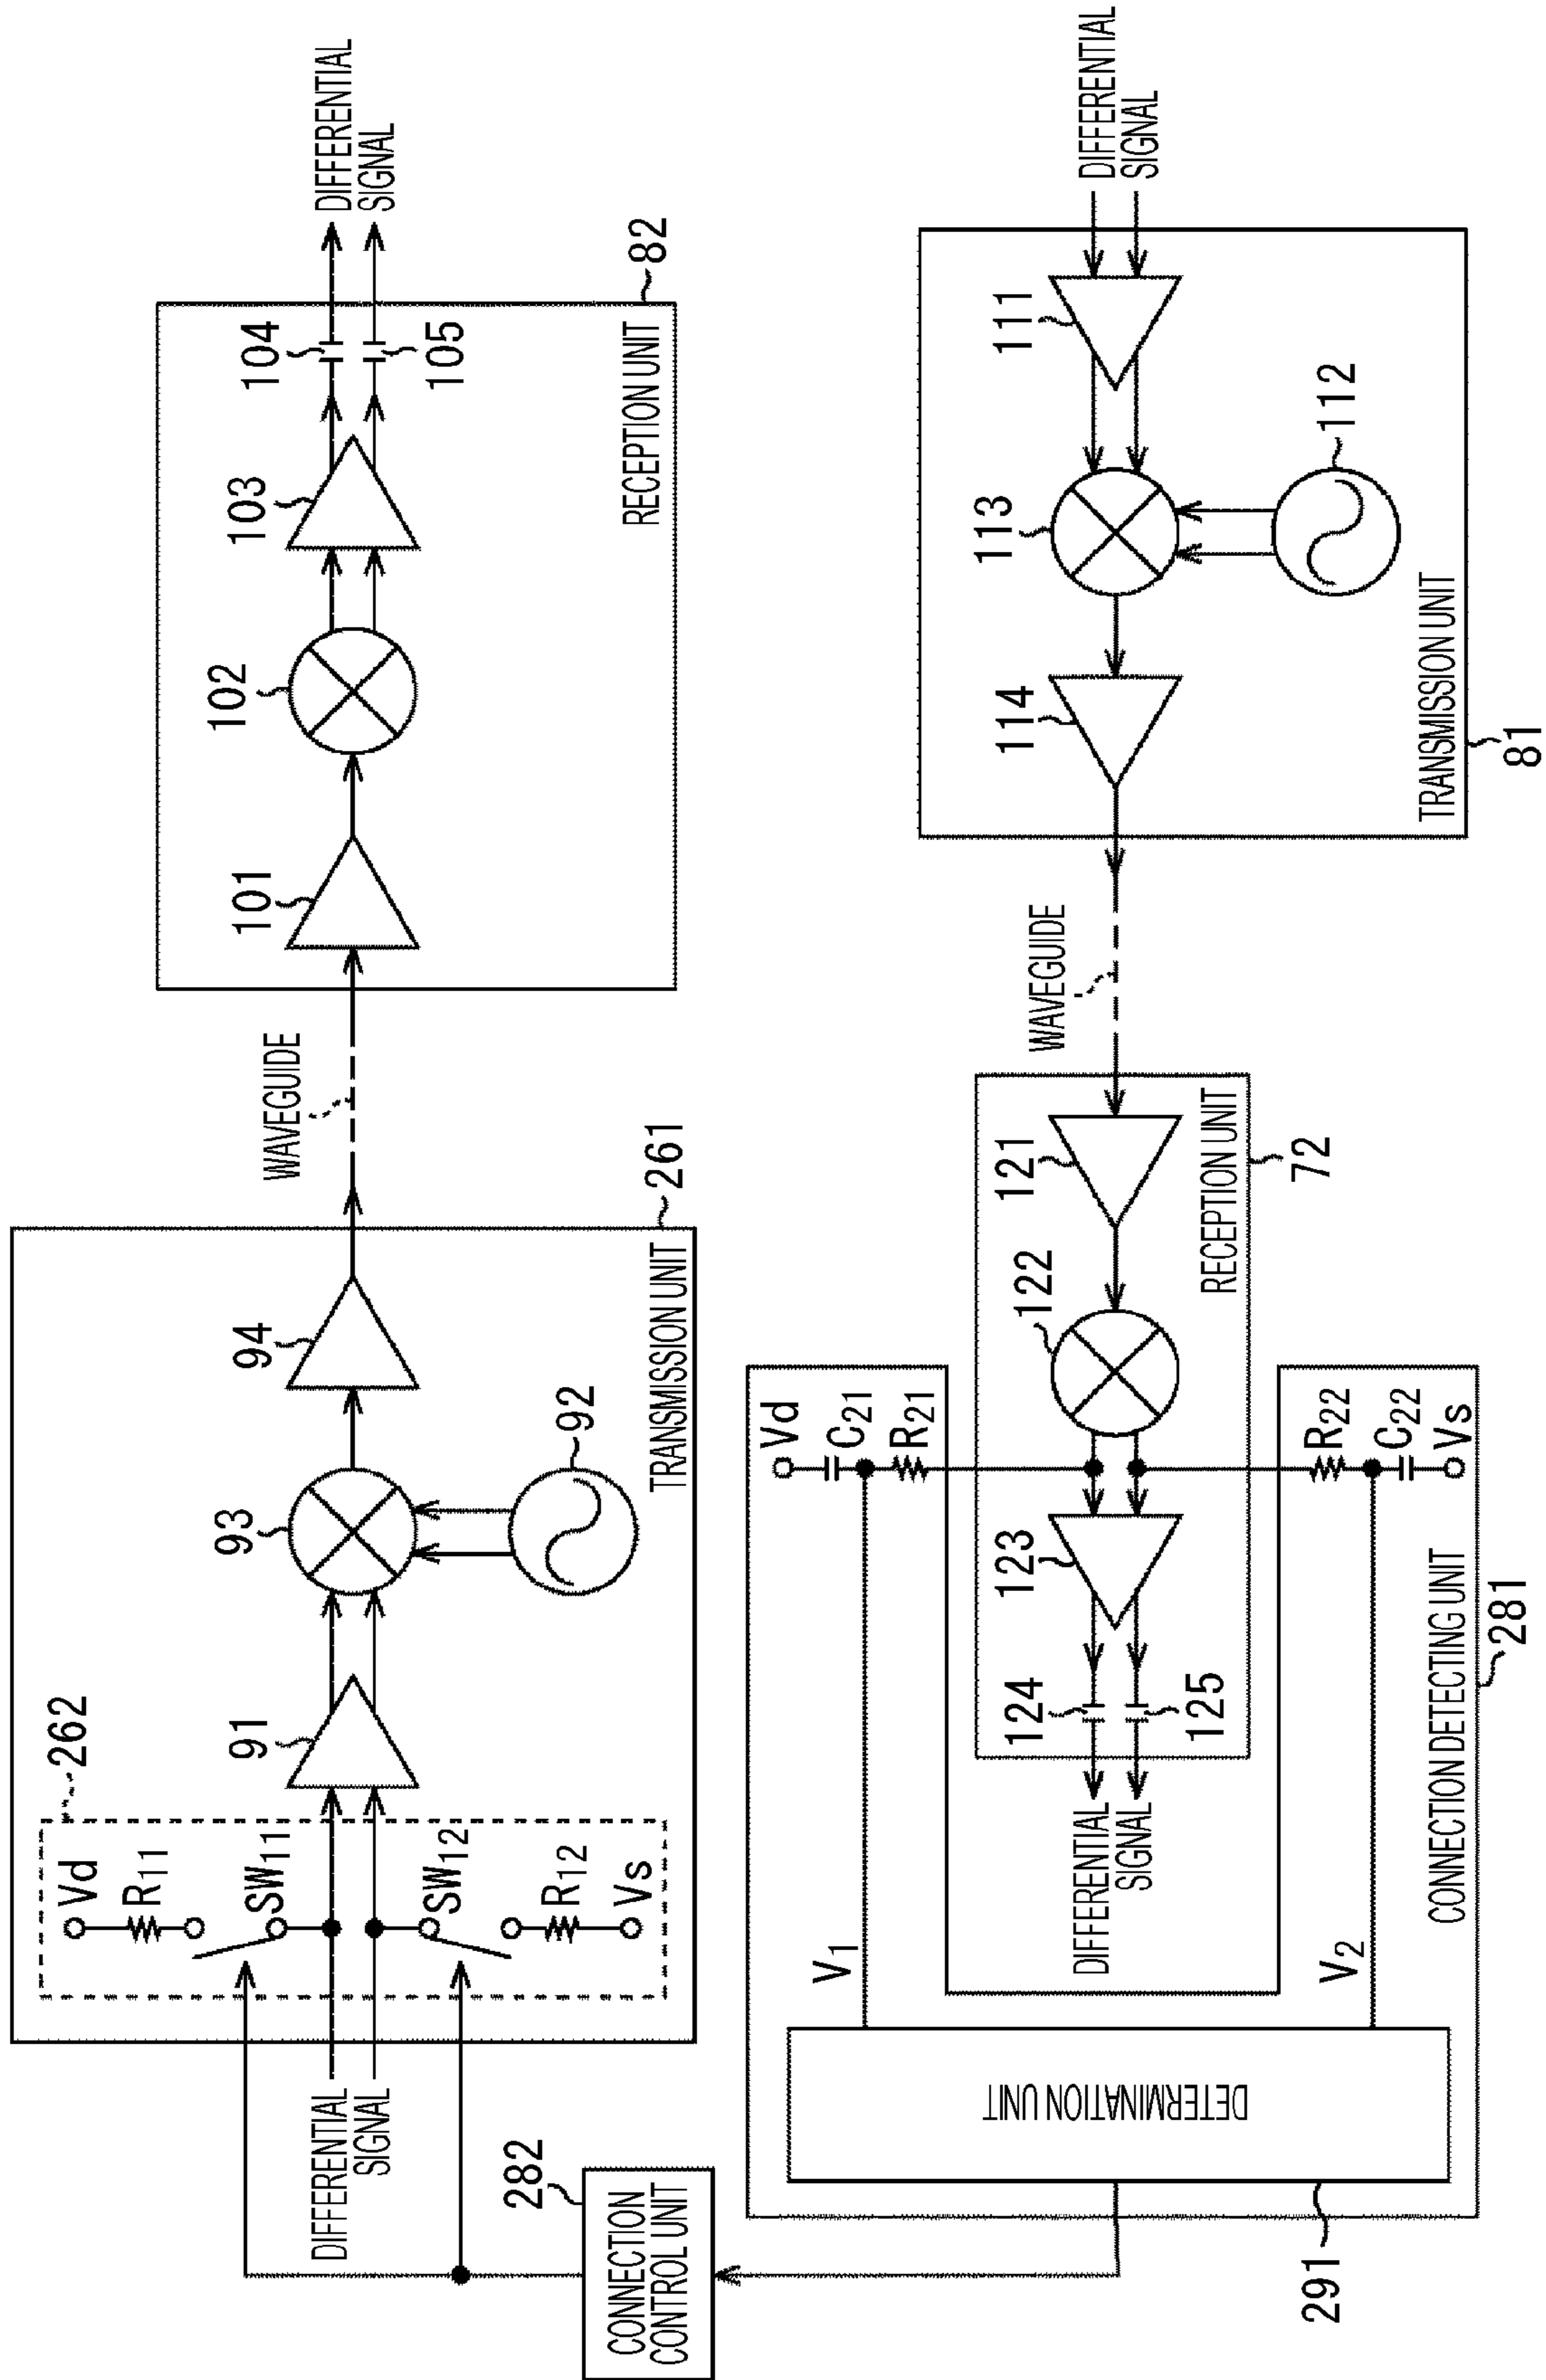 262
Vd
R11
SW11
SW12
R12
Vs
DIFFERENTIAL
SIGNAL
91
93
92
94
TRANSMISSION UNIT
261
WAVEGUIDE
101
102
103
104
105
RECEPTION UNIT
82
DIFFERENTIAL
SIGNAL
282
CONNECTION
CONTROL UNIT
DETERMINATION UNIT
291
V1
V2
DIFFERENTIAL
SIGNAL
124
125
123
122
121
Vd
C21
R21
R22
C22
Vs
RECEPTION UNIT
72
CONNECTION DETECTING UNIT
281
WAVEGUIDE
114
113
111
112
TRANSMISSION UNIT
81
DIFFERENTIAL
SIGNAL